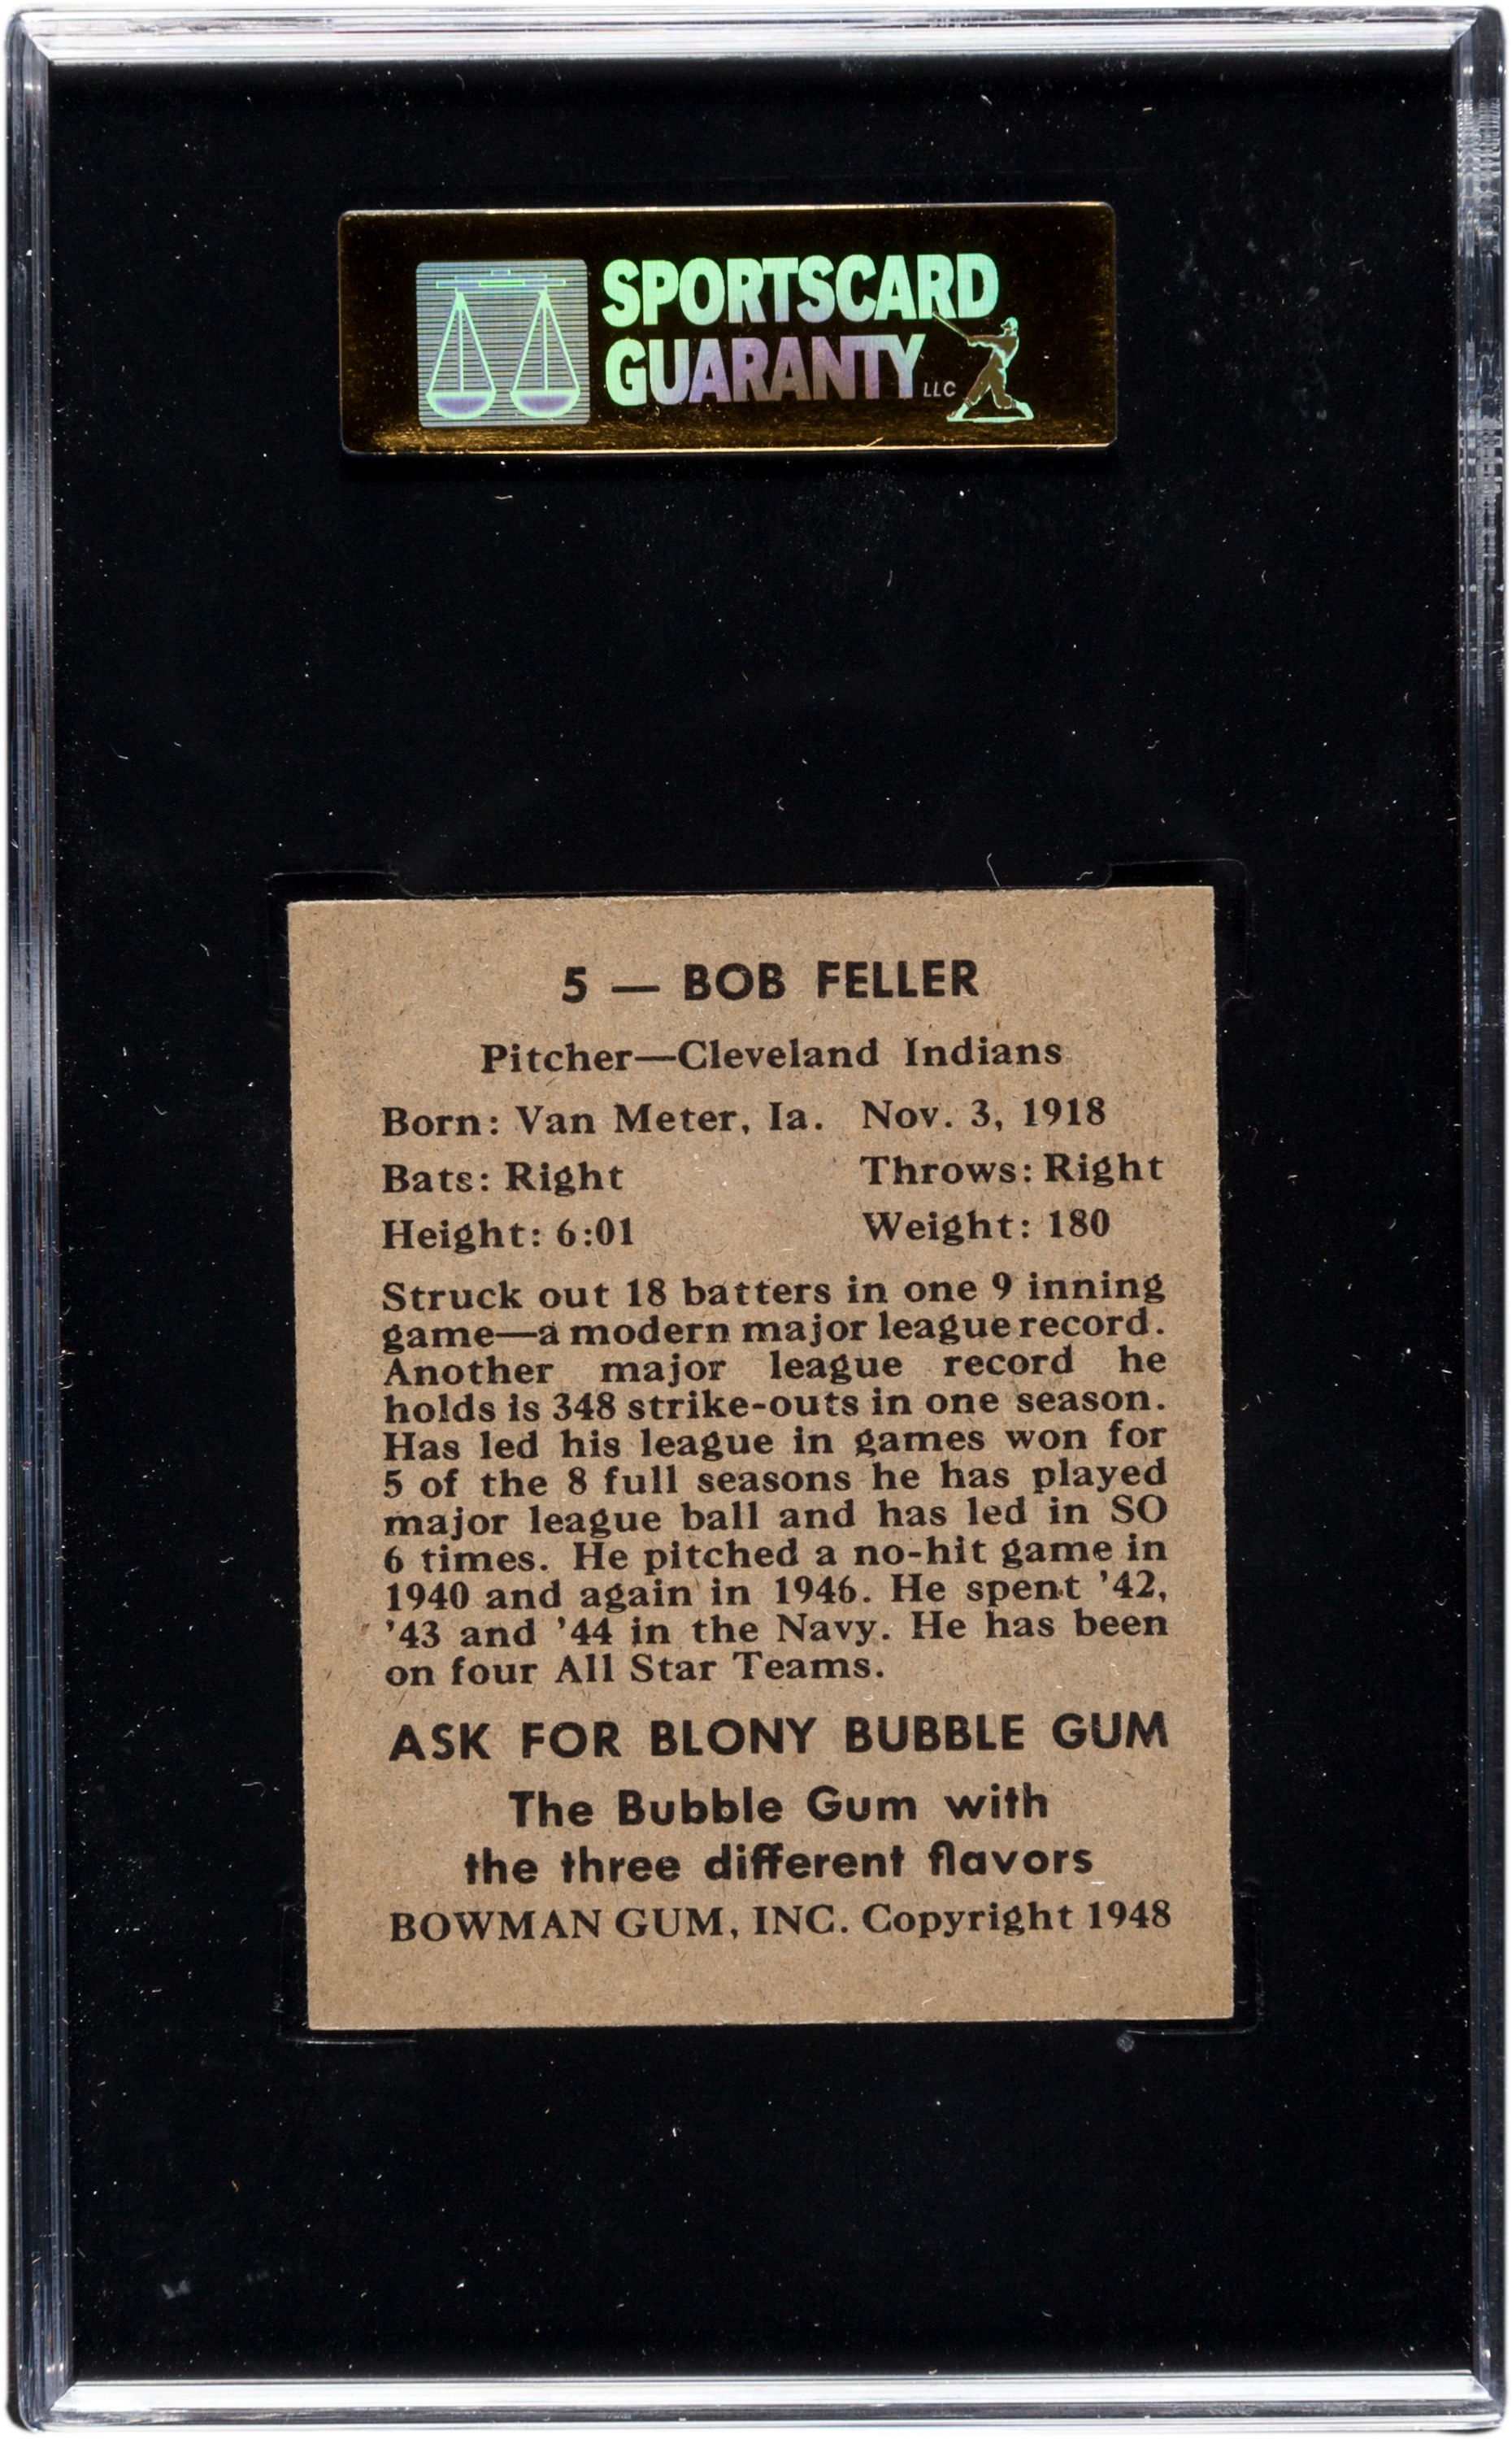 SPORTSCARD
GUARANTY LLC
5 — BOB FELLER
Pitcher—Cleveland Indians
Born: Van Meter, Ia. Nov. 3, 1918
Bats: Right Throws: Right
Height: 6:01 Weight: 180
Struck out 18 batters in one 9 inning
game—a modern major league record.
Another major league record he
holds is 348 strike-outs in one season.
Has led his league in games won for
5 of the 8 full seasons he has played
major league ball and has led in SO
6 times. He pitched a no-hit game in
1940 and again in 1946. He spent '42,
'43 and '44 in the Navy. He has been
on four All Star Teams.
ASK FOR BLONY BUBBLE GUM
The Bubble Gum with
the three different flavors
BOWMAN GUM, INC. Copyright 1948